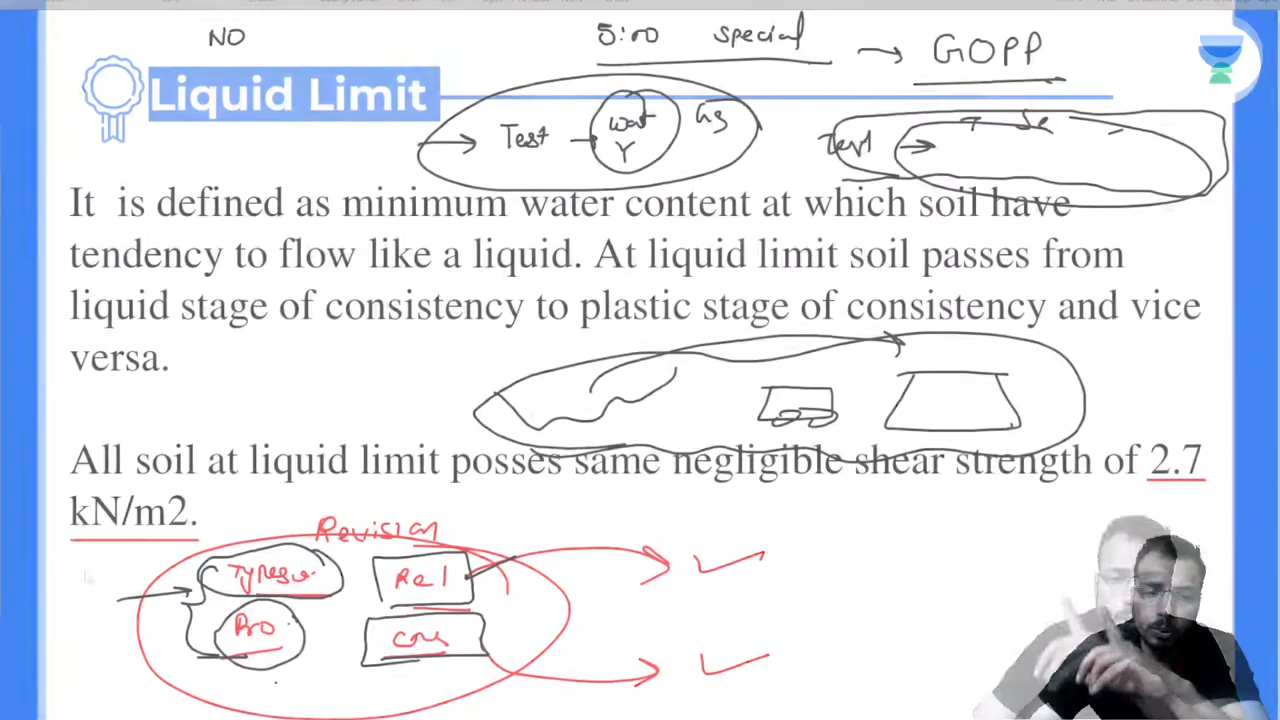 NO
5:00 special → GOPP
Liquid Limit
Test
Test →
It is defined as minimum water content at which soil have
tendency to flow like a liquid. At liquid limit soil passes from
liquid stage of consistency to plastic stage of consistency and vice
versa.
All soil at liquid limit posses same negligible shear strength of 2.7
kN/m2.
Revision
Rel